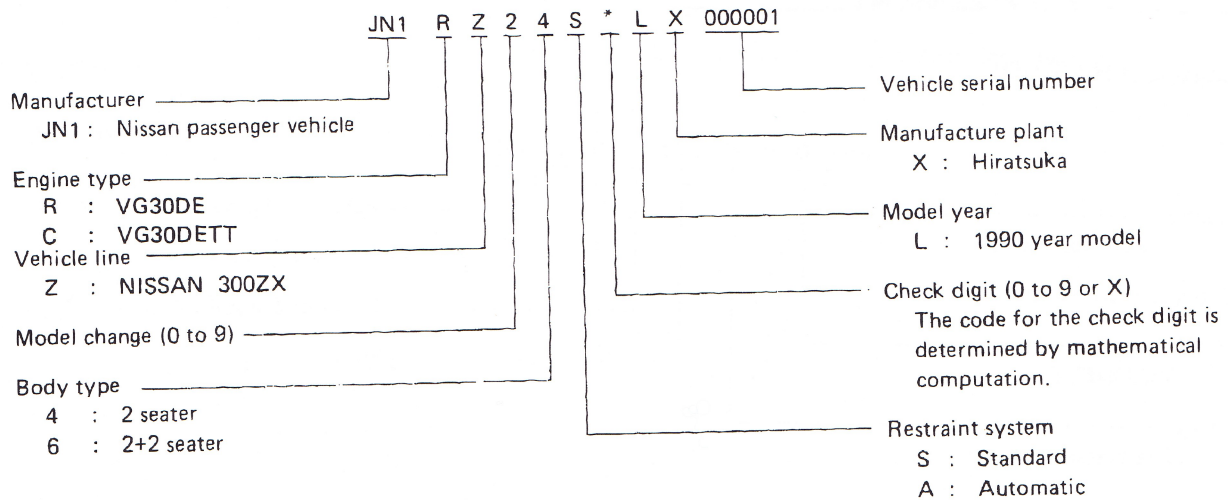 JN1 R Z 2 4 S * L X 000001
Manufacturer
JN1 : Nissan passenger vehicle
Engine type
R : VG30DE
C : VG30DETT
Vehicle line
Z : NISSAN 300ZX
Model change (0 to 9)
Body type
4 : 2 seater
6 : 2+2 seater
Vehicle serial number
Manufacture plant
X : Hiratsuka
Model year
L : 1990 year model
Check digit (0 to 9 or X)
The code for the check digit is
determined by mathematical
computation.
Restraint system
S : Standard
A : Automatic